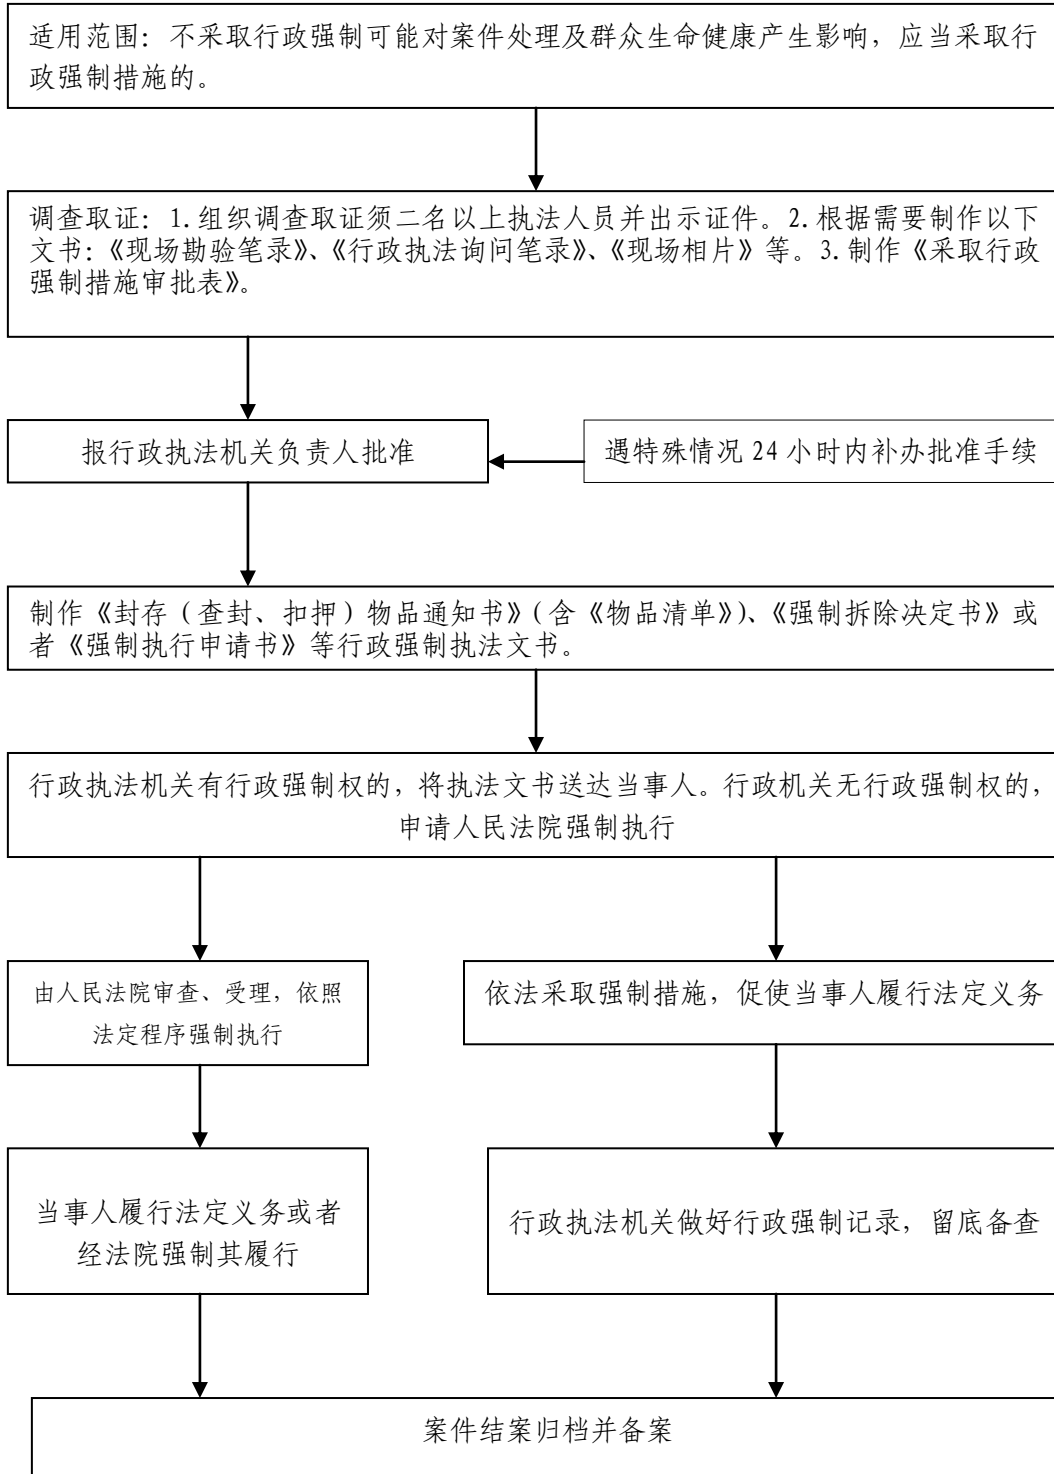 适用范围：不采取行政强制可能对案件处理及群众生命健康产生影响，应当采取行
政强制措施的。
调查取证：1.组织调查取证须二名以上执法人员并出示证件。2.根据需要制作以下
文书：《现场勘验笔录》、《行政执法询问笔录》、《现场相片》等。3.制作《采取行政
强制措施审批表》。
报行政执法机关负责人批准
遇特殊情况 24 小时内补办批准手续
制作《封存（查封、扣押）物品通知书》(含《物品清单》)、《强制拆除决定书》或
者《强制执行申请书》等行政强制执法文书。
行政执法机关有行政强制权的，将执法文书送达当事人。行政机关无行政强制权的，
申请人民法院强制执行
由人民法院审查、受理，依照
法定程序强制执行
依法采取强制措施，促使当事人履行法定义务
当事人履行法定义务或者
经法院强制其履行
行政执法机关做好行政强制记录，留底备查
案件结案归档并备案